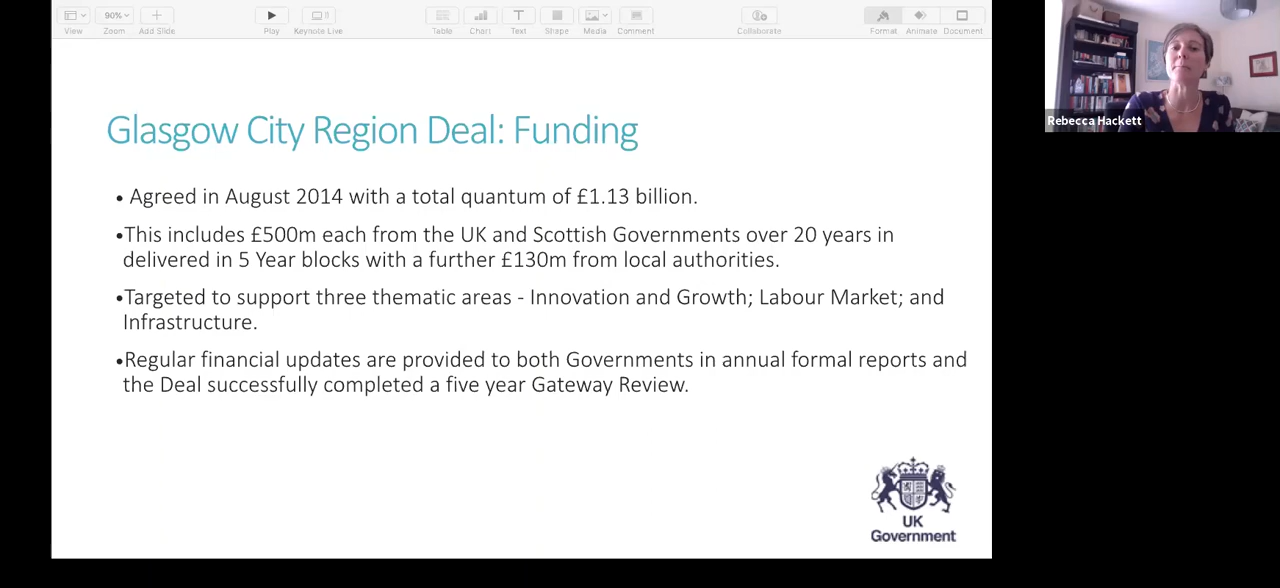 90%
View
Zoom
Add Slide
Play
Keynote Live
Table
Chart
Text
Shape
Media
Comment
Collaborate
Format
Animate
Document
Rebecca Hackett
Glasgow City Region Deal: Funding
• Agreed in August 2014 with a total quantum of £1.13 billion.
•This includes £500m each from the UK and Scottish Governments over 20 years in
delivered in 5 Year blocks with a further £130m from local authorities.
•Targeted to support three thematic areas - Innovation and Growth; Labour Market; and
Infrastructure.
•Regular financial updates are provided to both Governments in annual formal reports and
the Deal successfully completed a five year Gateway Review.
UK
Government